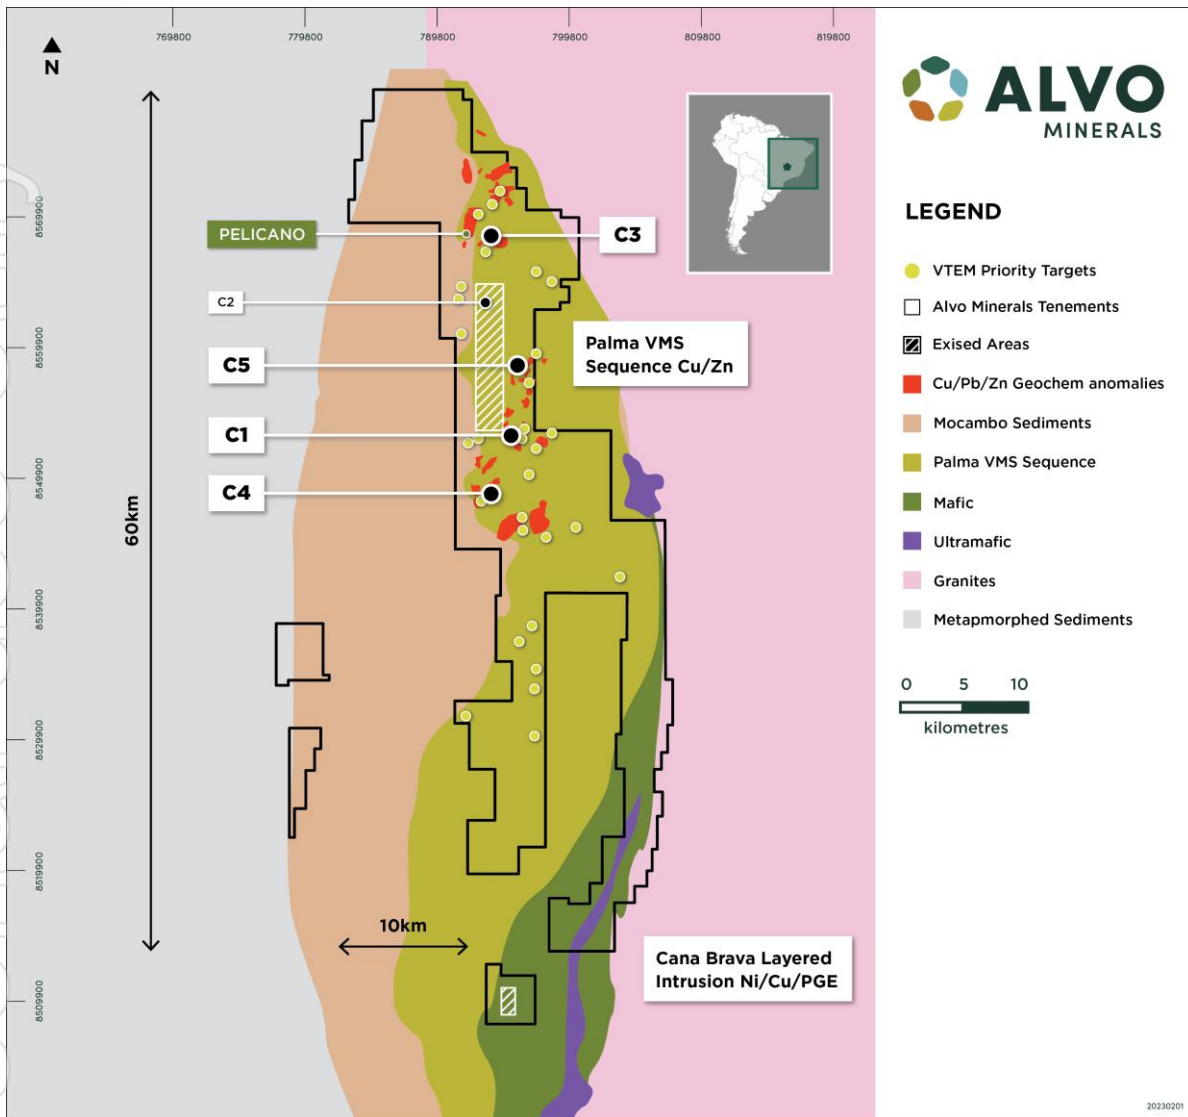 769800
779800
789800
799800
809800
819800
N
ALVO
MINERALS
8569900
8559900
8549900
8539900
8529900
8519900
8509900
PELICANO
C3
C2
C5
C1
C4
Palma VMS
Sequence Cu/Zn
60km
10km
Cana Brava Layered
Intrusion Ni/Cu/PGE
LEGEND
VTEM Priority Targets
Alvo Minerals Tenements
Exised Areas
Cu/Pb/Zn Geochem anomalies
Mocambo Sediments
Palma VMS Sequence
Mafic
Ultramafic
Granites
Metapmorphed Sediments
0 5 10
kilometres
20230201